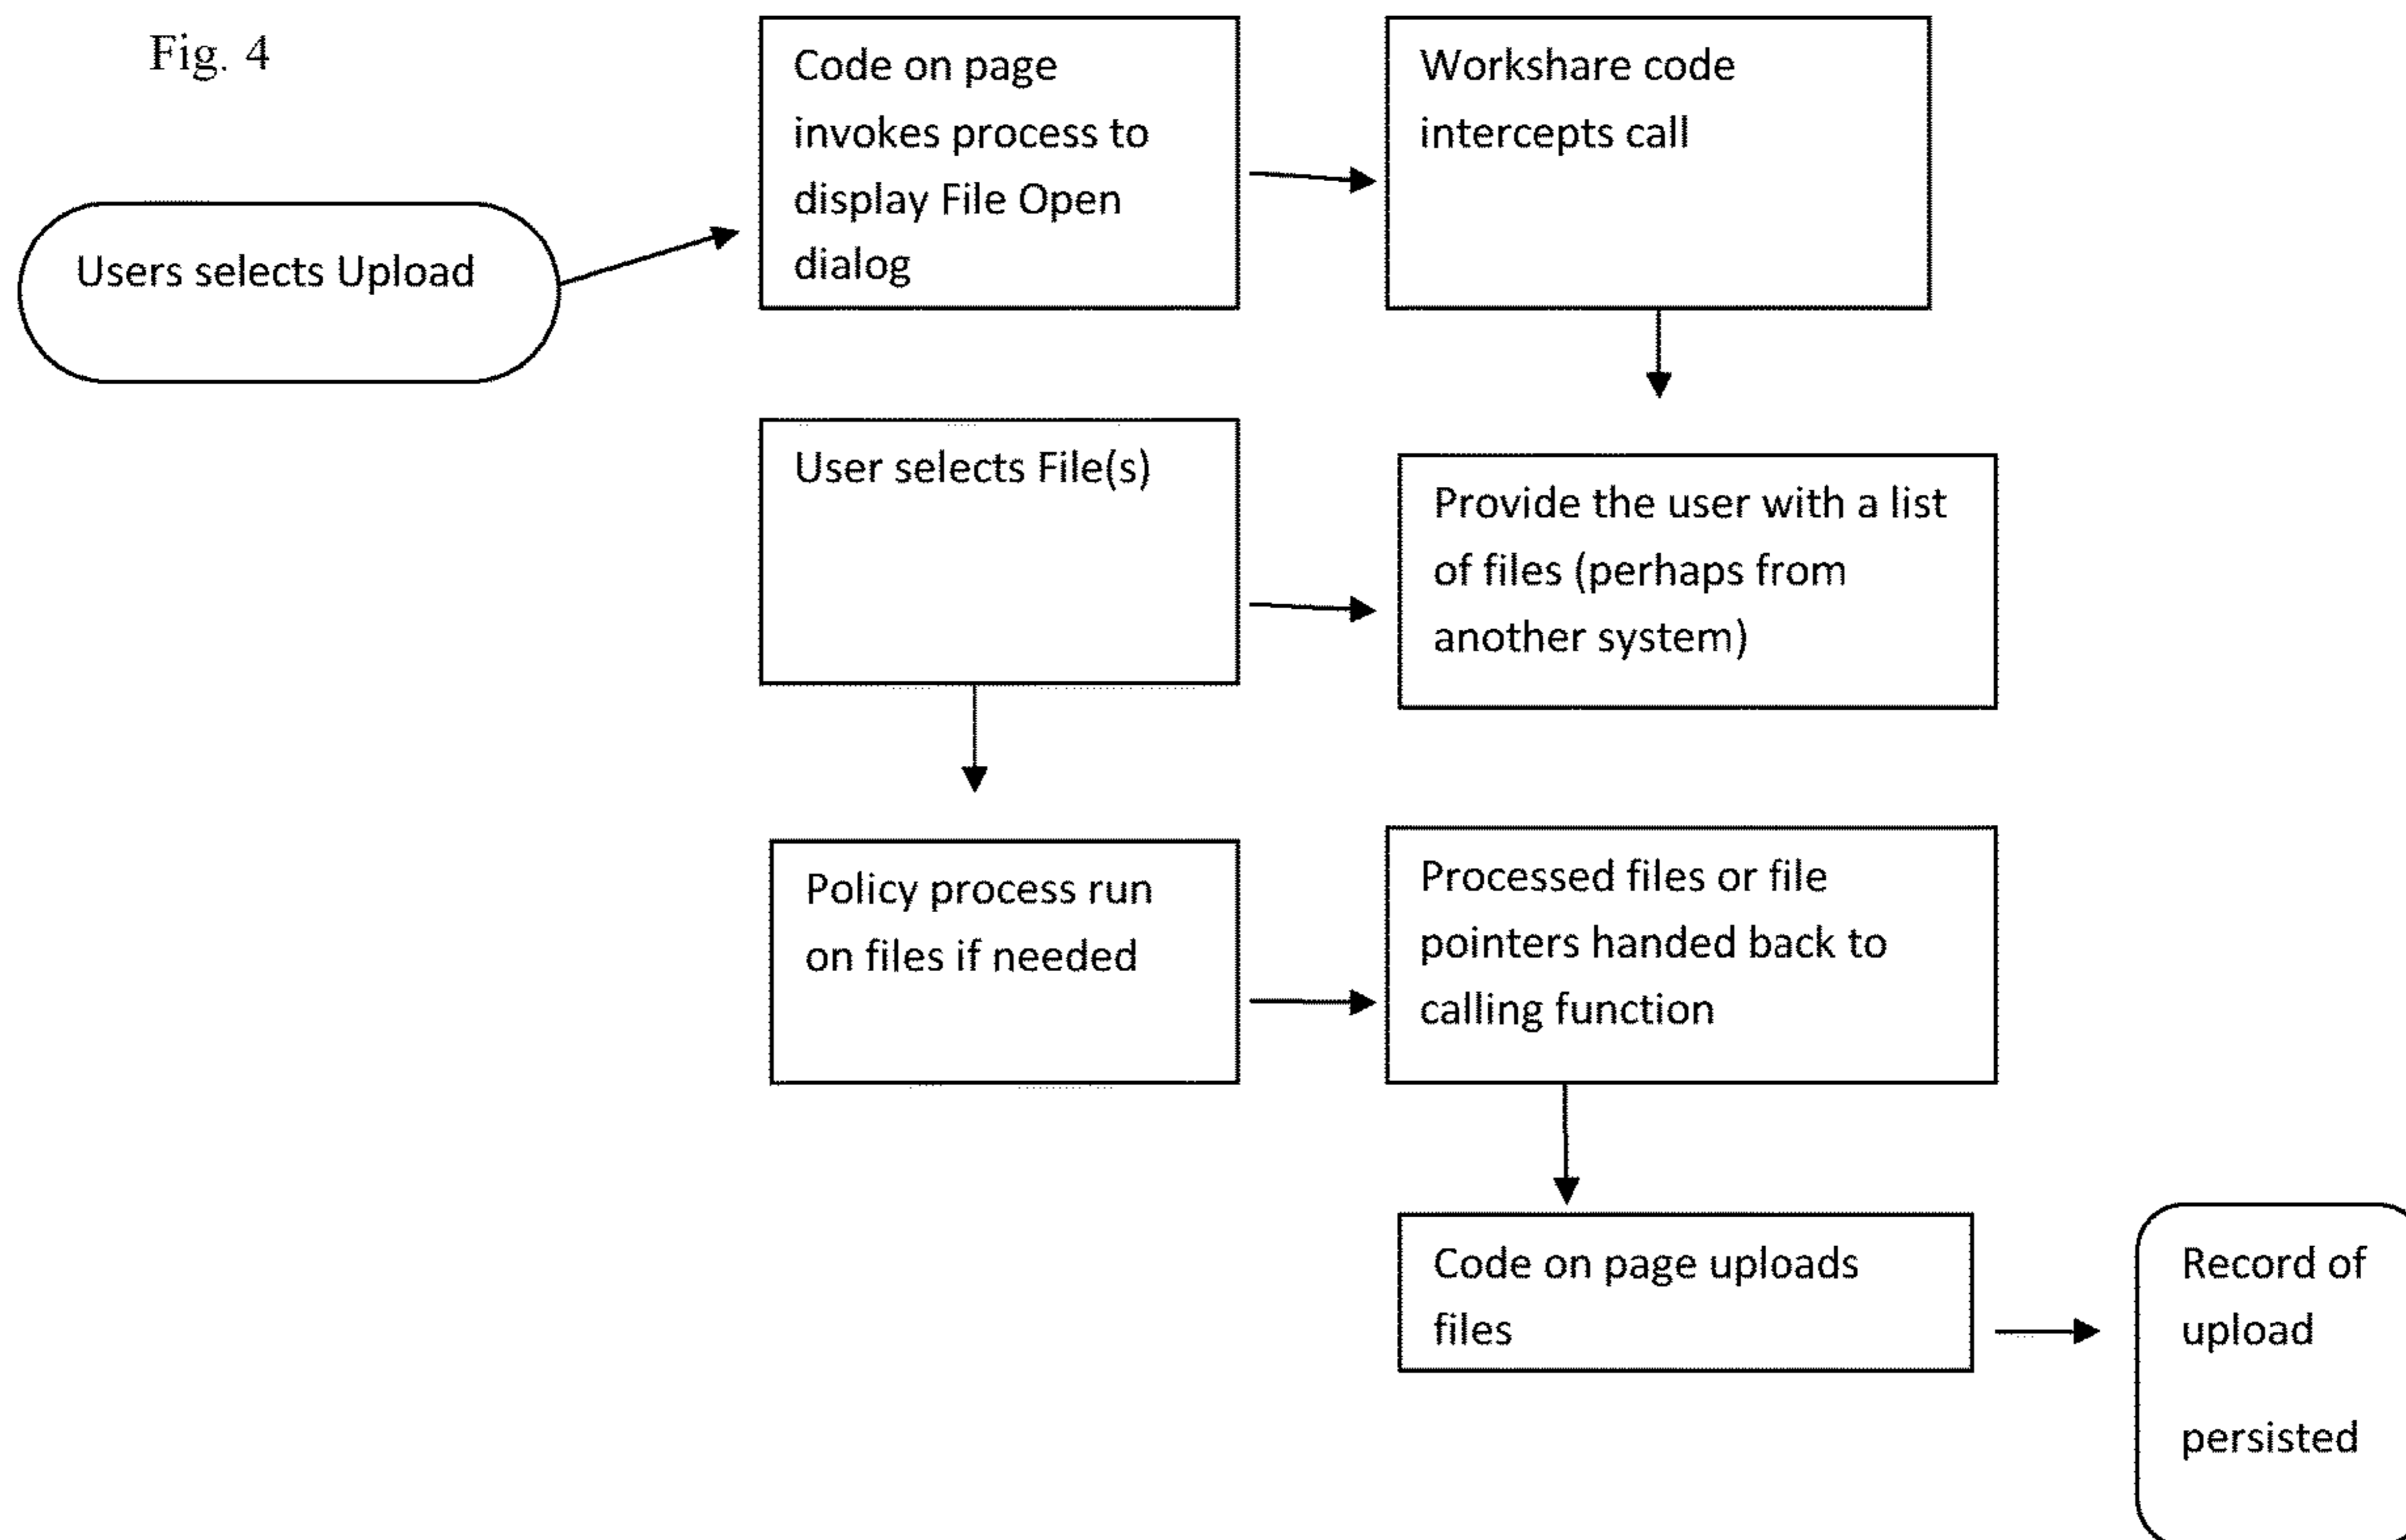 Fig. 4
Code on page
invokes process to
display File Open
dialog
Workshare code
intercepts call
Users selects Upload
User selects File(s)
Provide the user with a list
of files (perhaps from
another system)
Policy process run
on files if needed
Processed files or file
pointers handed back to
calling function
Code on page uploads
files
Record of
upload
persisted